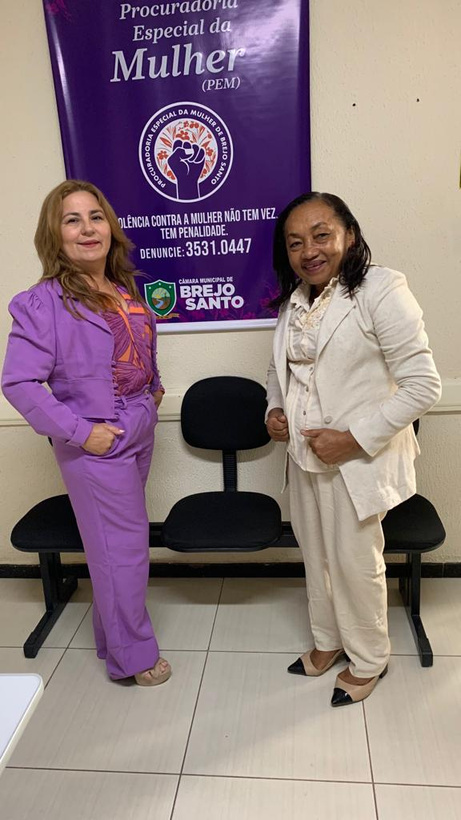 Procuradoria
Especial da
Mulher
(PEM)
PROCURADORIA ESPECIAL DA MULHER DE BREJO SANTO
VIOLÊNCIA CONTRA A MULHER NÃO TEM VEZ.
TEM PENALIDADE.
DENUNCIE: 3531.0447
CÂMARA MUNICIPAL DE
BREJO
SANTO